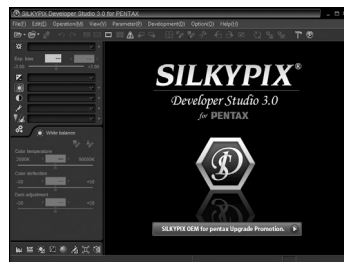 SILKYPIX Developer Studio 3.0 for PENTAX
File(F) Edit(E) Operation(M) View(V) Parameter(P) Development(D) Option(O) Help(H)
Exp. bias
White balance
Color temperature
Color deflection
Dark adjustment
SILKYPIX®
Developer Studio 3.0
for PENTAX
SILKYPIX OEM for pentax Upgrade Promotion.